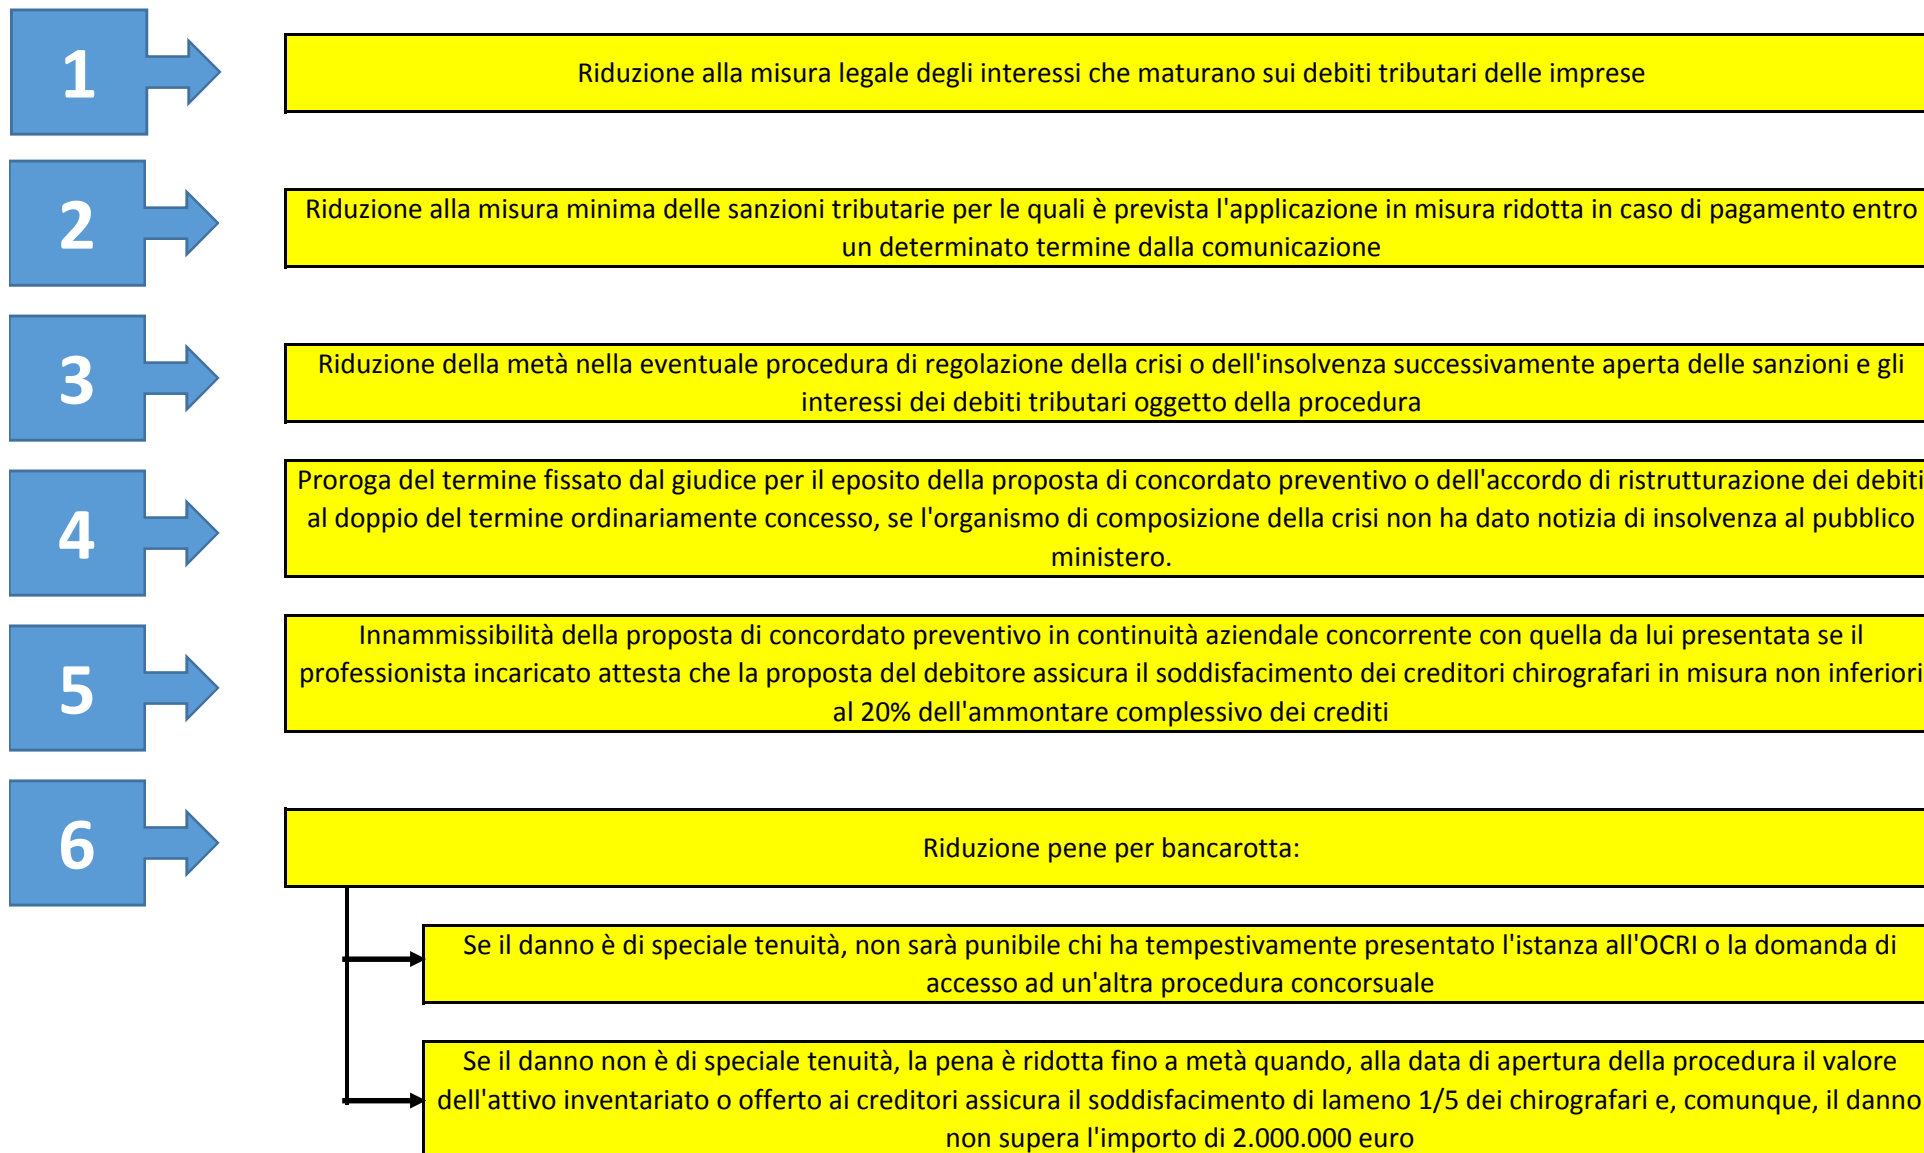 1
Riduzione alla misura legale degli interessi che maturano sui debiti tributari delle imprese
2
Riduzione alla misura minima delle sanzioni tributarie per le quali è prevista l'applicazione in misura ridotta in caso di pagamento entro
un determinato termine dalla comunicazione
3
Riduzione della metà nella eventuale procedura di regolazione della crisi o dell'insolvenza successivamente aperta delle sanzioni e gli
interessi dei debiti tributari oggetto della procedura
4
Proroga del termine fissato dal giudice per il eposito della proposta di concordato preventivo o dell'accordo di ristrutturazione dei debiti
al doppio del termine ordinariamente concesso, se l'organismo di composizione della crisi non ha dato notizia di insolvenza al pubblico
ministero.
5
Innammissibilità della proposta di concordato preventivo in continuità aziendale concorrente con quella da lui presentata se il
professionista incaricato attesta che la proposta del debitore assicura il soddisfacimento dei creditori chirografari in misura non inferiori
al 20% dell'ammontare complessivo dei crediti
6
Riduzione pene per bancarotta:
Se il danno è di speciale tenuità, non sarà punibile chi ha tempestivamente presentato l'istanza all'OCRI o la domanda di
accesso ad un'altra procedura concorsuale
Se il danno non è di speciale tenuità, la pena è ridotta fino a metà quando, alla data di apertura della procedura il valore
dell'attivo inventariato o offerto ai creditori assicura il soddisfacimento di lameno 1/5 dei chirografari e, comunque, il danno
non supera l'importo di 2.000.000 euro